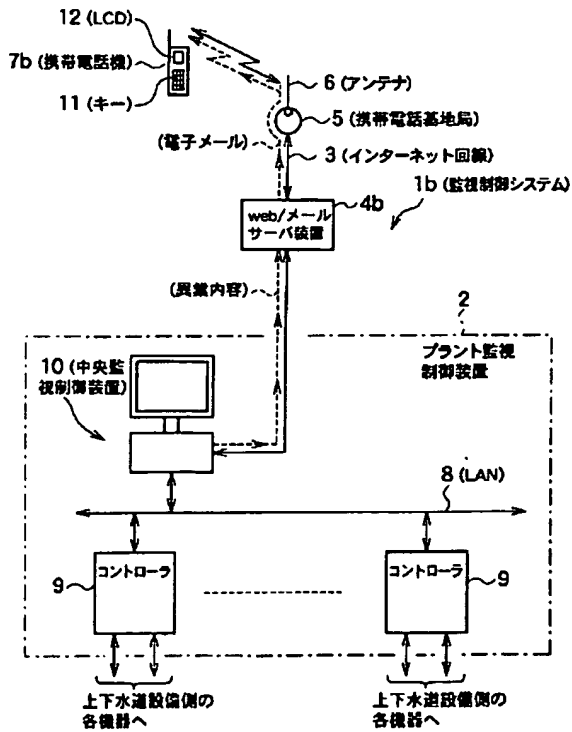 12 (LCD)
7b (携帯電話機)
11 (キー)
6 (アンテナ)
5 (携帯電話基地局)
(電子メール)
3 (インターネット回線)
1b (監視制御システム)
4b
web/メール
サーバ装置
(異常内容)
2
プラント監視
制御装置
10 (中央監
視制御装置)
8 (LAN)
コントローラ
9
コントローラ
9
上下水道設備側の
各機器へ
上下水道設備側の
各機器へ